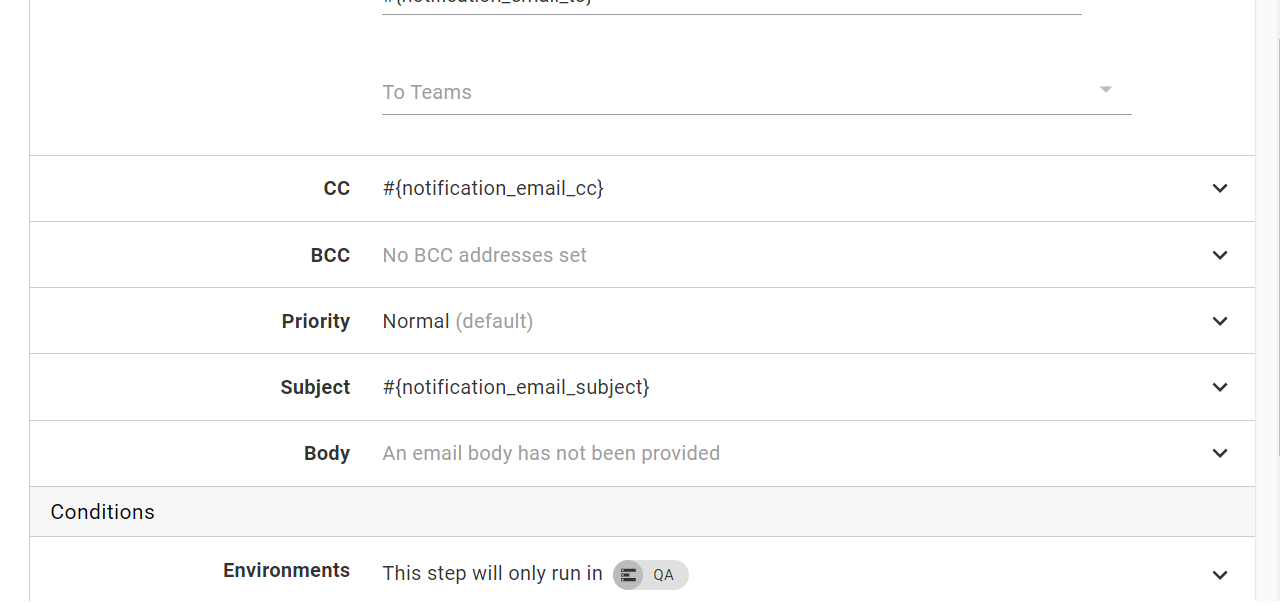 To Teams
CC #{notification_email_cc}
BCC No BCC addresses set
Priority Normal (default)
Subject #{notification_email_subject}
Body An email body has not been provided
Conditions
Environments This step will only run in QA